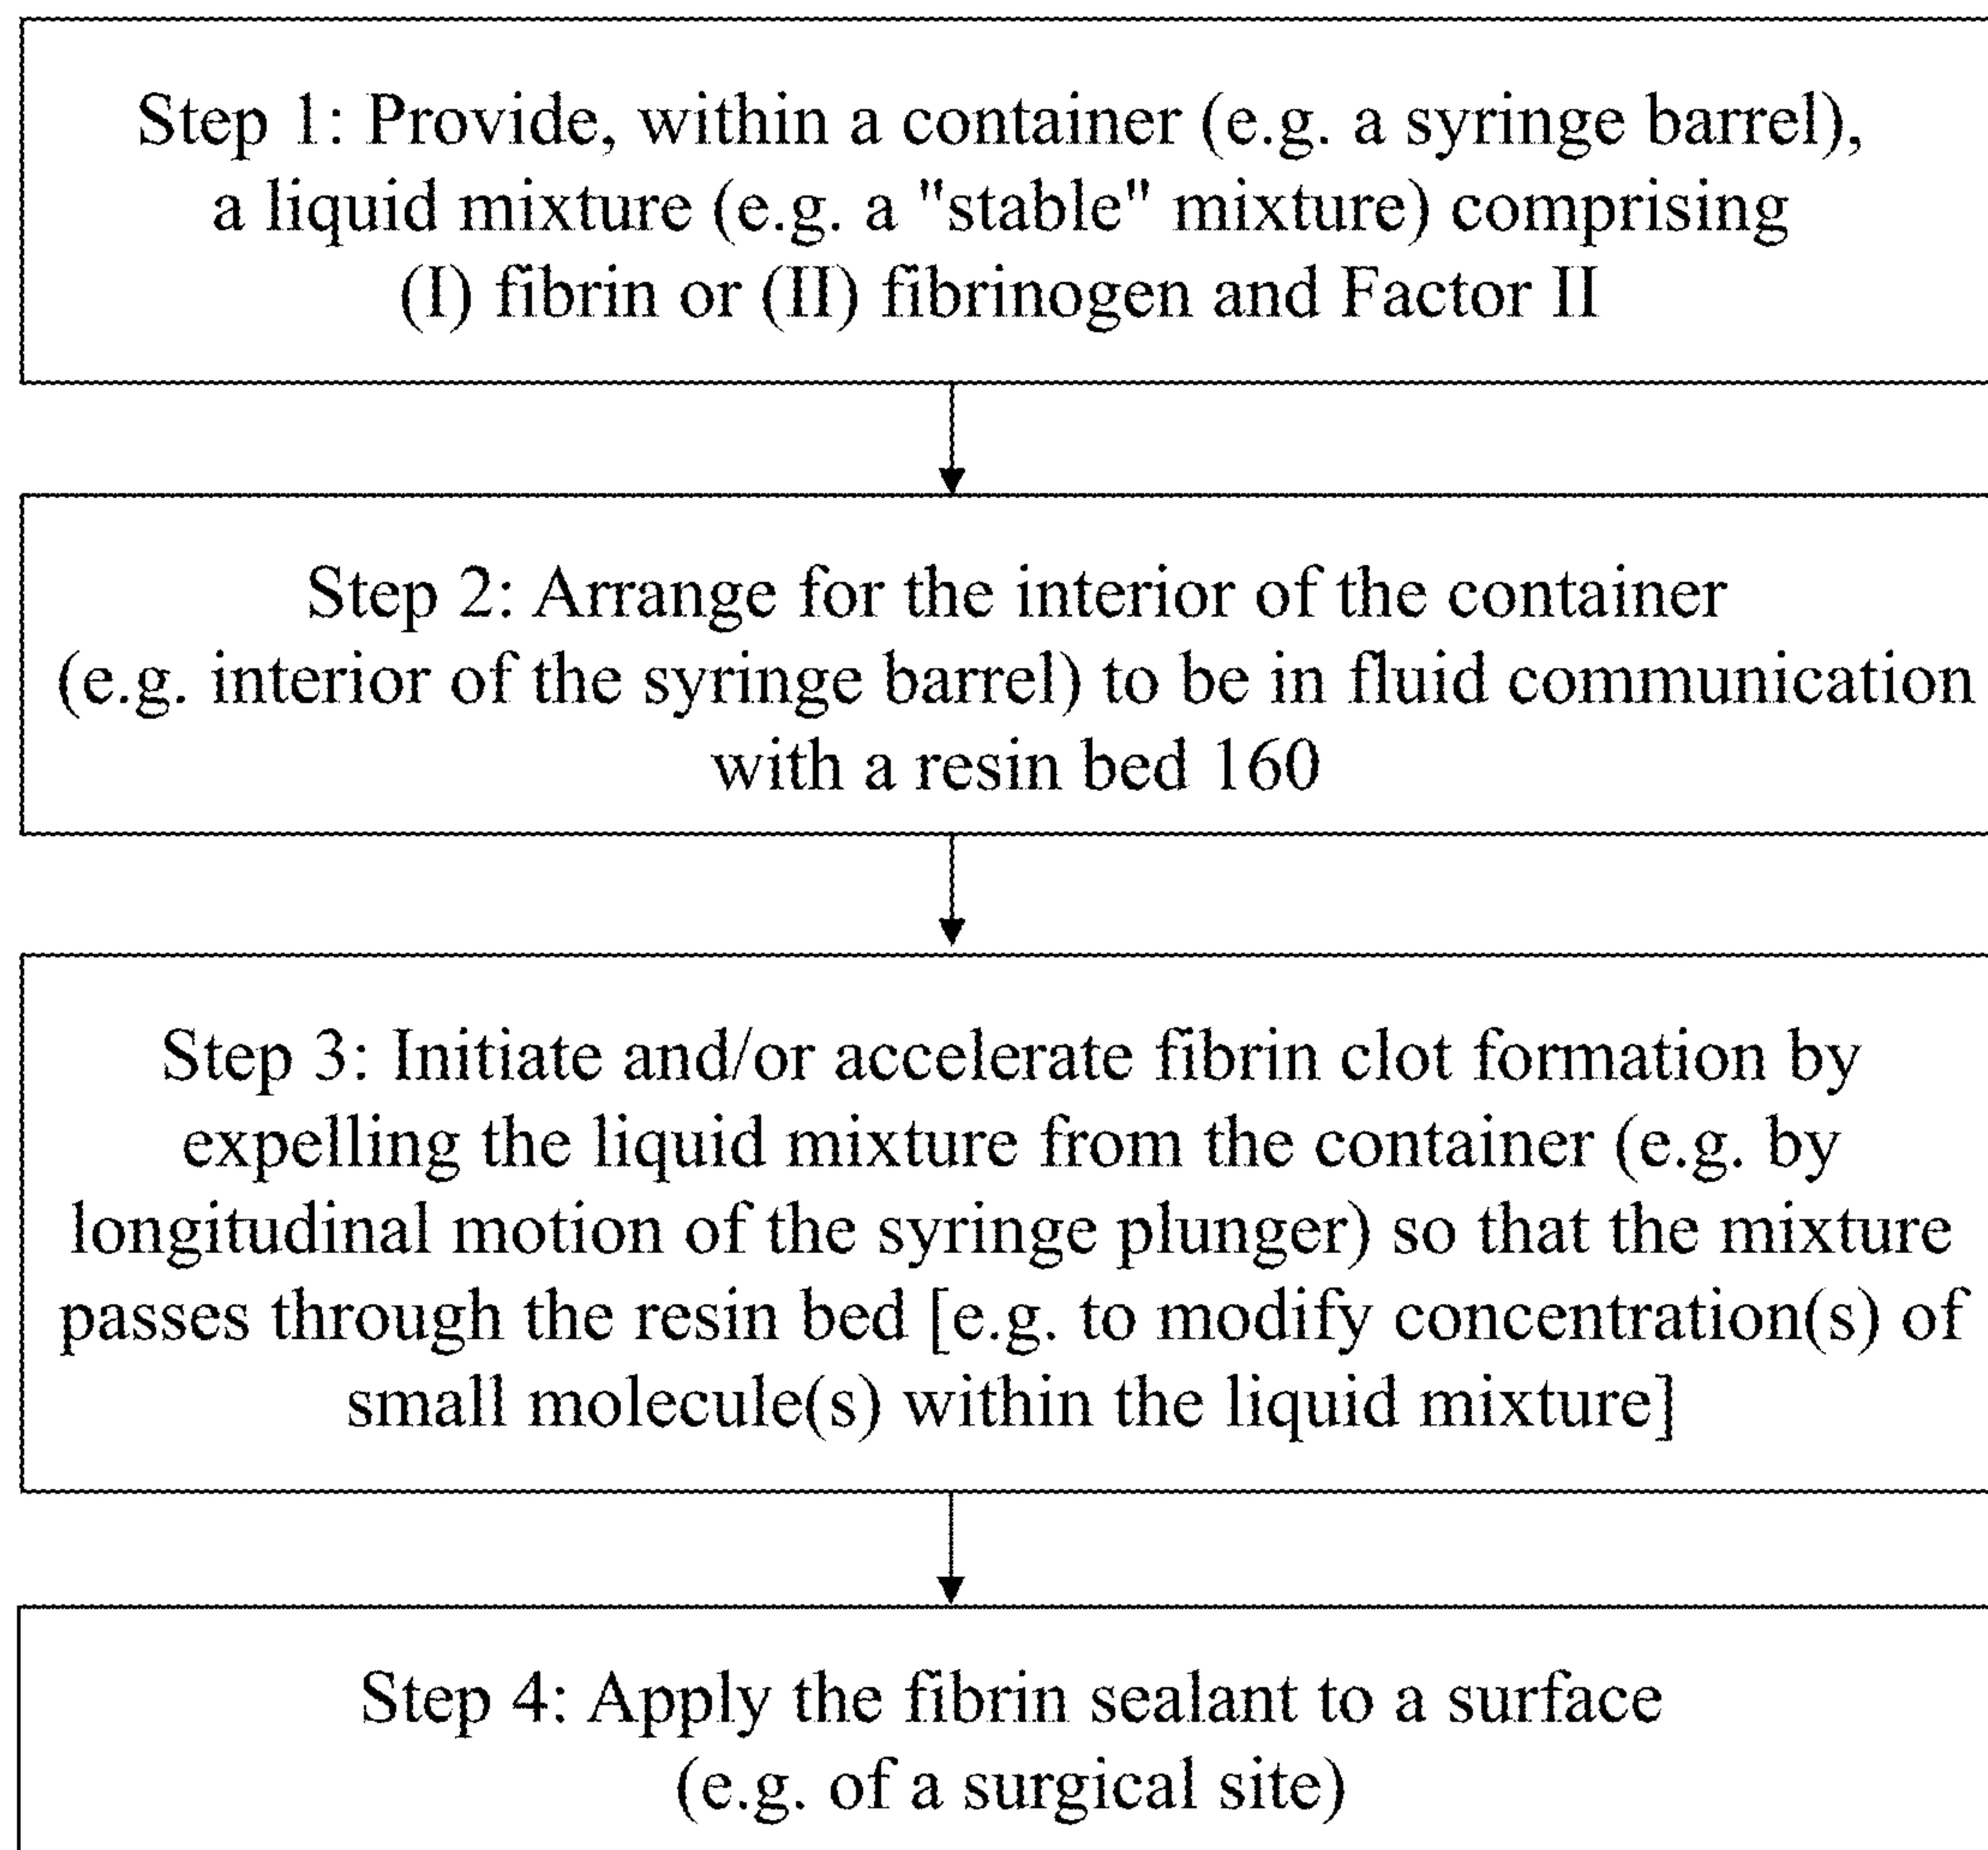 Step 1: Provide, within a container (e.g. a syringe barrel),
a liquid mixture (e.g. a "stable" mixture) comprising
(I) fibrin or (II) fibrinogen and Factor II
Step 2: Arrange for the interior of the container
(e.g. interior of the syringe barrel) to be in fluid communication
with a resin bed 160
Step 3: Initiate and/or accelerate fibrin clot formation by
expelling the liquid mixture from the container (e.g. by
longitudinal motion of the syringe plunger) so that the mixture
passes through the resin bed [e.g. to modify concentration(s) of
small molecule(s) within the liquid mixture]
Step 4: Apply the fibrin sealant to a surface
(e.g. of a surgical site)